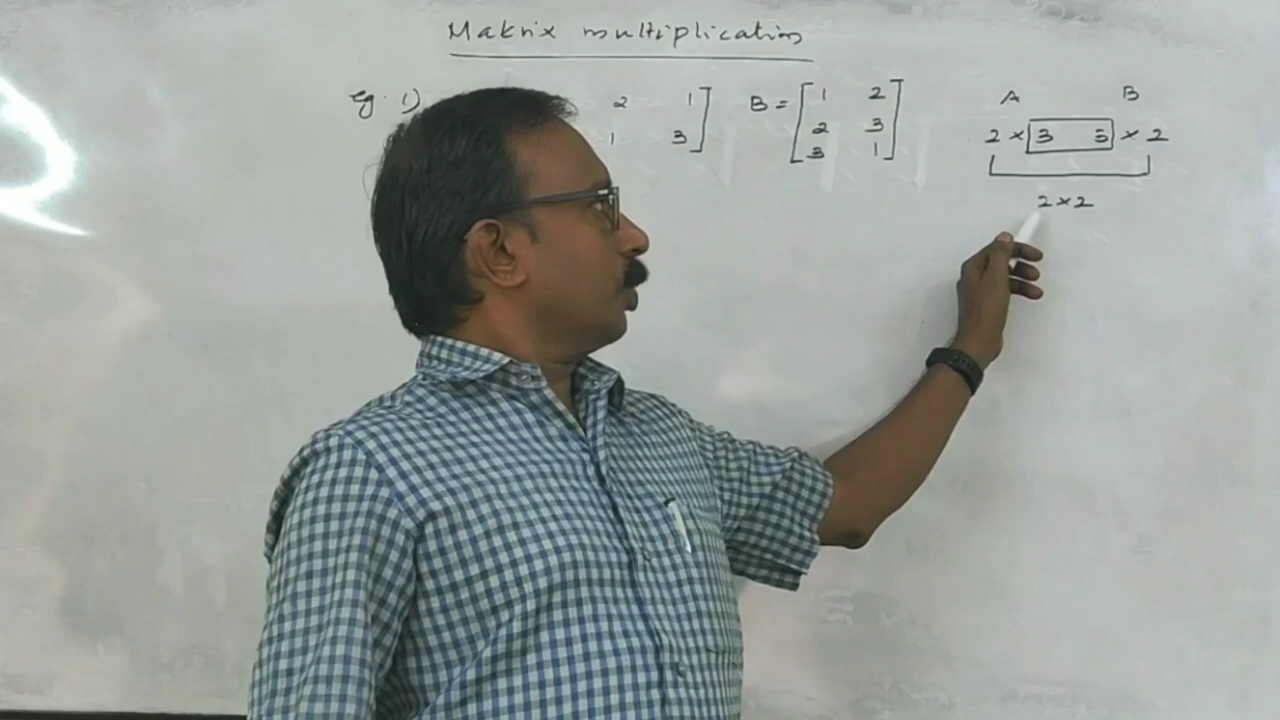 Matrix multiplication
eg. 1) 2 1 B = 1 2 A B
1 3 2 3 2 × 3 3 × 2
3 1
2×2